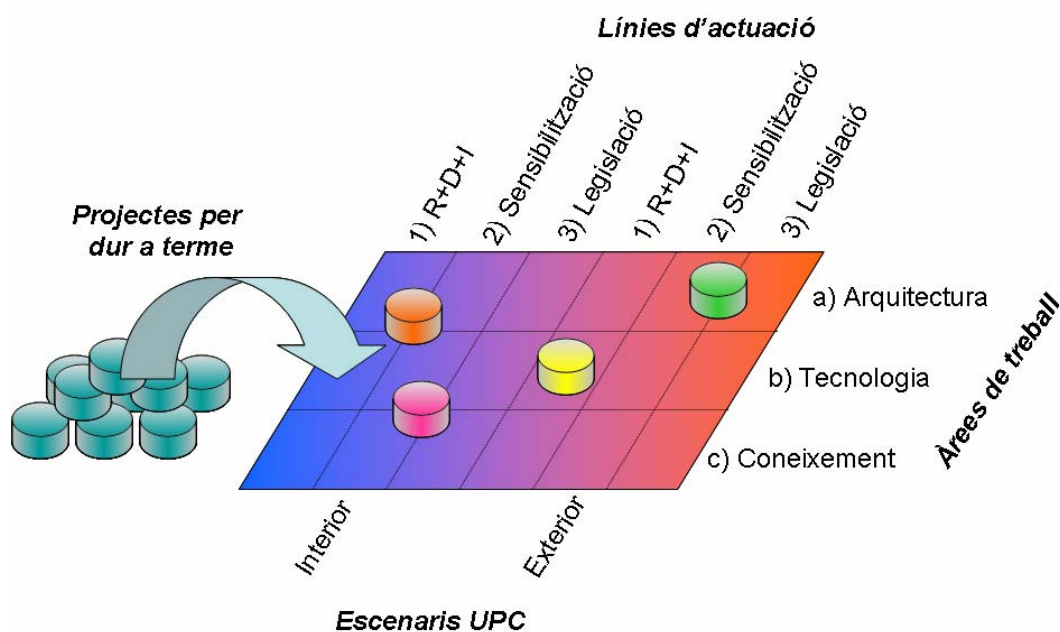 Línies d’actuació
1) R+D+I
2) Sensibilització
3) Legislació
1) R+D+I
2) Sensibilització
3) Legislació
Projectes per
dur a terme
a) Arquitectura
b) Tecnologia
c) Coneixement
Àrees de treball
Interior
Exterior
Escenaris UPC